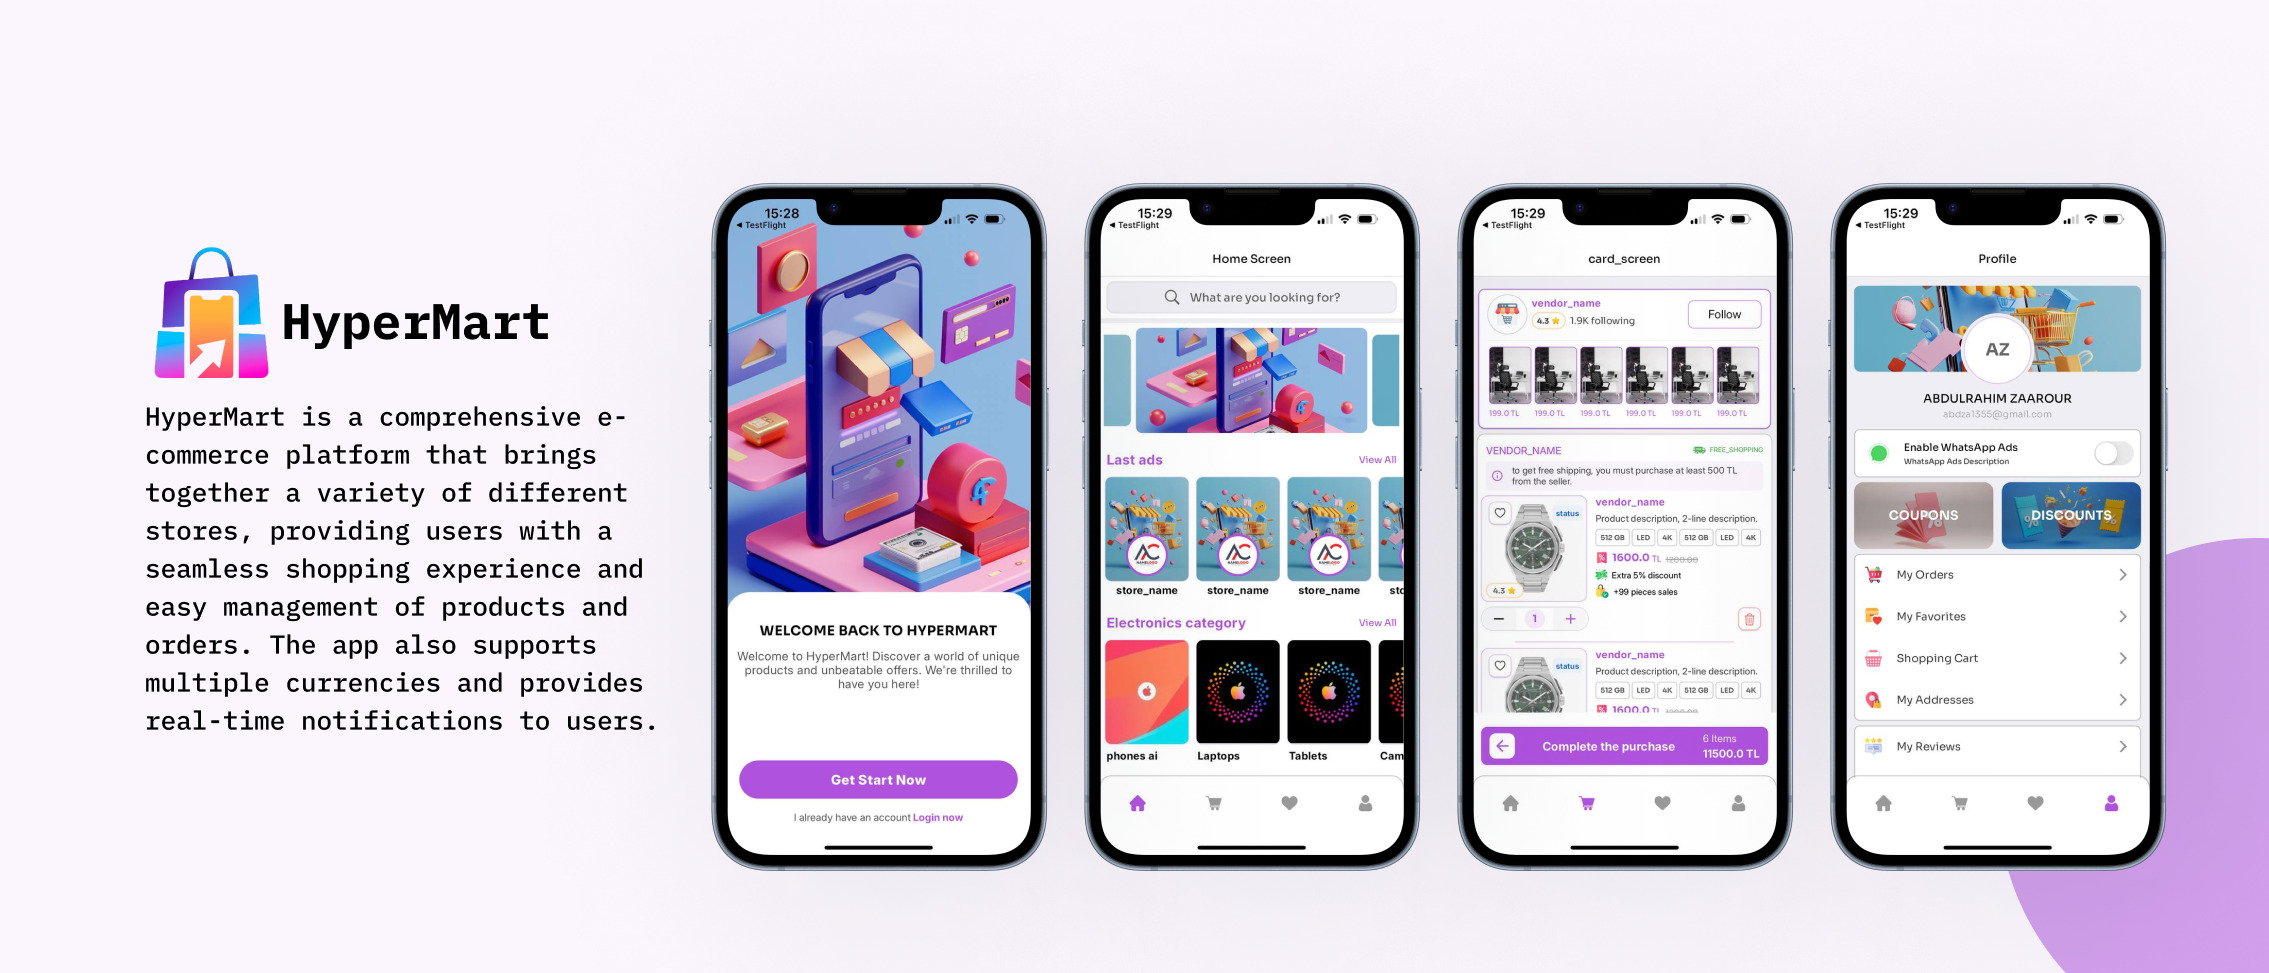 HyperMart
HyperMart is a comprehensive e-
commerce platform that brings
together a variety of different
stores, providing users with a
seamless shopping experience and
easy management of products and
orders. The app also supports
multiple currencies and provides
real-time notifications to users.
15:28
◀ TestFlight
WELCOME BACK TO HYPERMART
Welcome to HyperMart! Discover a world of unique
products and unbeatable offers. We're thrilled to
have you here!
Get Start Now
I already have an account Login now
15:29
◀ TestFlight
Home Screen
What are you looking for?
Last ads View All
store_name store_name store_name sto
Electronics category View All
phones ai Laptops Tablets Cam
15:29
◀ TestFlight
card_screen
vendor_name
4.3 1.9K following
Follow
199.0 TL 199.0 TL 199.0 TL 199.0 TL 199.0 TL 199.0 TL
VENDOR_NAME FREE_SHOPPING
to get free shipping, you must purchase at least 500 TL
from the seller.
status
4.3
vendor_name
Product description, 2-line description.
512 GB LED 4K 512 GB LED 4K
1600.0 TL 1200.00
Extra 5% discount
+99 pieces sales
1
status
vendor_name
Product description, 2-line description.
512 GB LED 4K 512 GB LED 4K
1600.0 TL 1200.00
Complete the purchase
6 Items
11500.0 TL
15:29
◀ TestFlight
Profile
AZ
ABDULRAHIM ZAAROUR
abdza1355@gmail.com
Enable WhatsApp Ads
WhatsApp Ads Description
COUPONS DISCOUNTS
My Orders
My Favorites
Shopping Cart
My Addresses
My Reviews